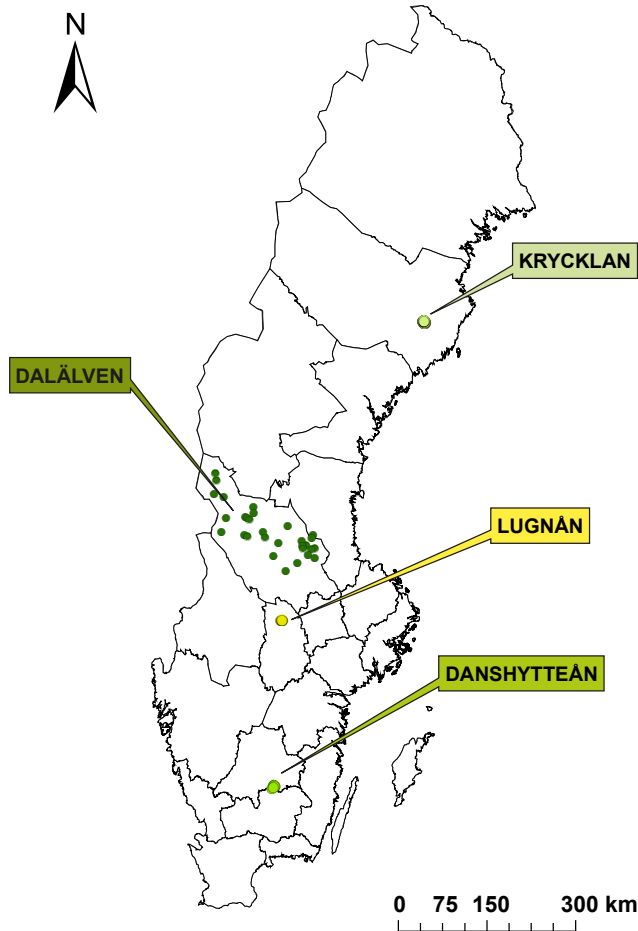 N
KRYCKLAN
DALÄLVEN
LUGNÅN
DANSHYTTEÅN
0 75 150 300 km